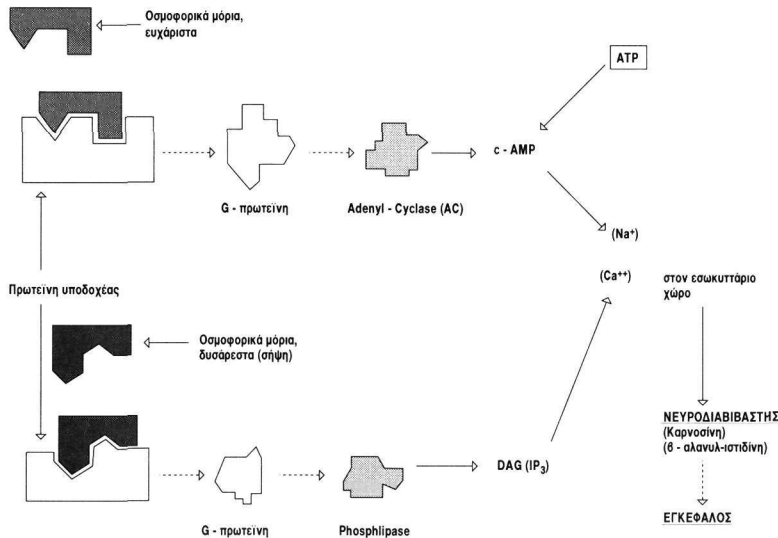 Οσμοφορικά μόρια,
ευχάριστα
ATP
c - AMP
G - πρωτεϊνη
Adenyl - Cyclase (AC)
(Na⁺)
(Ca⁺⁺)
στον εσωκυττάριο
χώρο
Πρωτεϊνη υποδοχέας
Οσμοφορικά μόρια,
δυσάρεστα (σήψη)
ΝΕΥΡΟΔΙΑΒΙΒΑΣΤΗΣ
(Καρνοσίνη)
(β - αλανυλ-ιστιδίνη)
DAG (IP₃)
G - πρωτεϊνη
Phosphlipase
ΕΓΚΕΦΑΛΟΣ